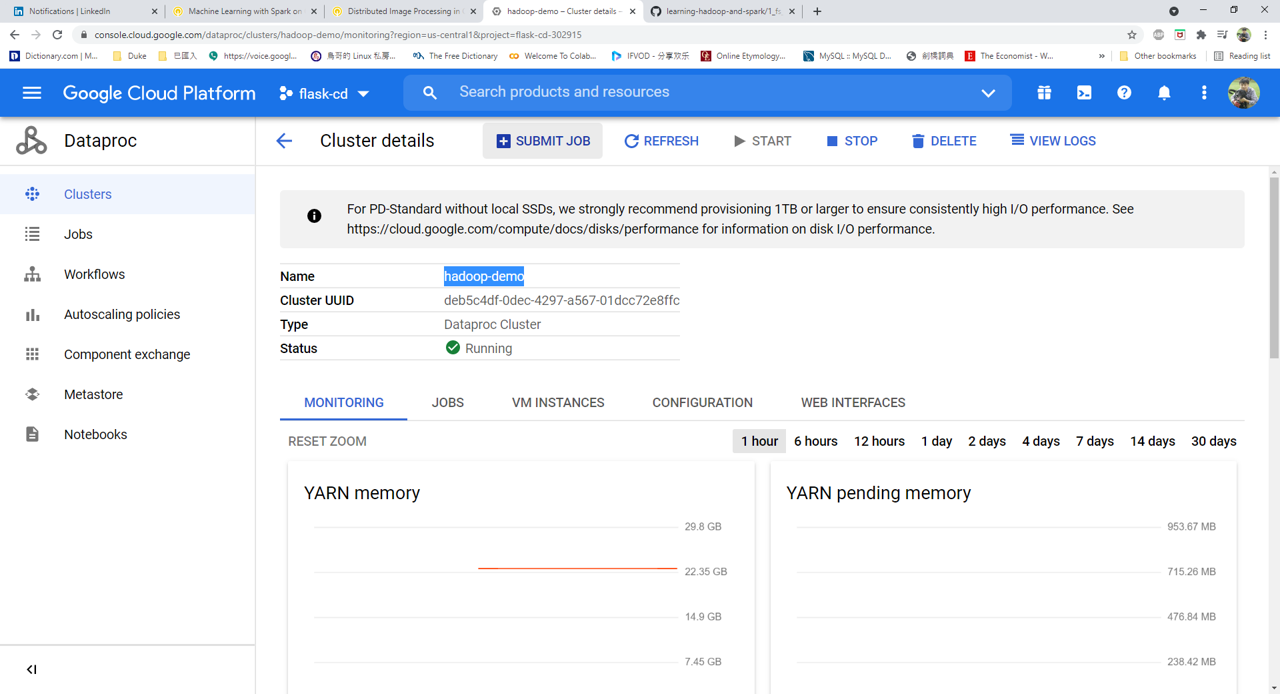 Notifications | LinkedIn
Machine Learning with Spark on
Distributed Image Processing in
hadoop-demo – Cluster details –
learning-hadoop-and-spark/1_fo
console.cloud.google.com/dataproc/clusters/hadoop-demo/monitoring?region=us-central1&project=flask-cd-302915
Dictionary.com | M...
Duke
巴國入
https://voice.googl...
鳥哥的 Linux 私房...
The Free Dictionary
Welcome To Colab...
IFVOD - 分享欢乐
Online Etymology...
MySQL :: MySQL D...
劍橋詞典
The Economist - W...
»
Other bookmarks
Reading list
Google Cloud Platform
flask-cd
Search products and resources
Dataproc
Cluster details
SUBMIT JOB
REFRESH
START
STOP
DELETE
VIEW LOGS
Clusters
Jobs
Workflows
Autoscaling policies
Component exchange
Metastore
Notebooks
For PD-Standard without local SSDs, we strongly recommend provisioning 1TB or larger to ensure consistently high I/O performance. See
https://cloud.google.com/compute/docs/disks/performance for information on disk I/O performance.
Name hadoop-demo
Cluster UUID deb5c4df-0dec-4297-a567-01dcc72e8ffc
Type Dataproc Cluster
Status Running
MONITORING
JOBS
VM INSTANCES
CONFIGURATION
WEB INTERFACES
RESET ZOOM
1 hour
6 hours
12 hours
1 day
2 days
4 days
7 days
14 days
30 days
YARN memory
29.8 GB
22.35 GB
14.9 GB
7.45 GB
YARN pending memory
953.67 MB
715.26 MB
476.84 MB
238.42 MB